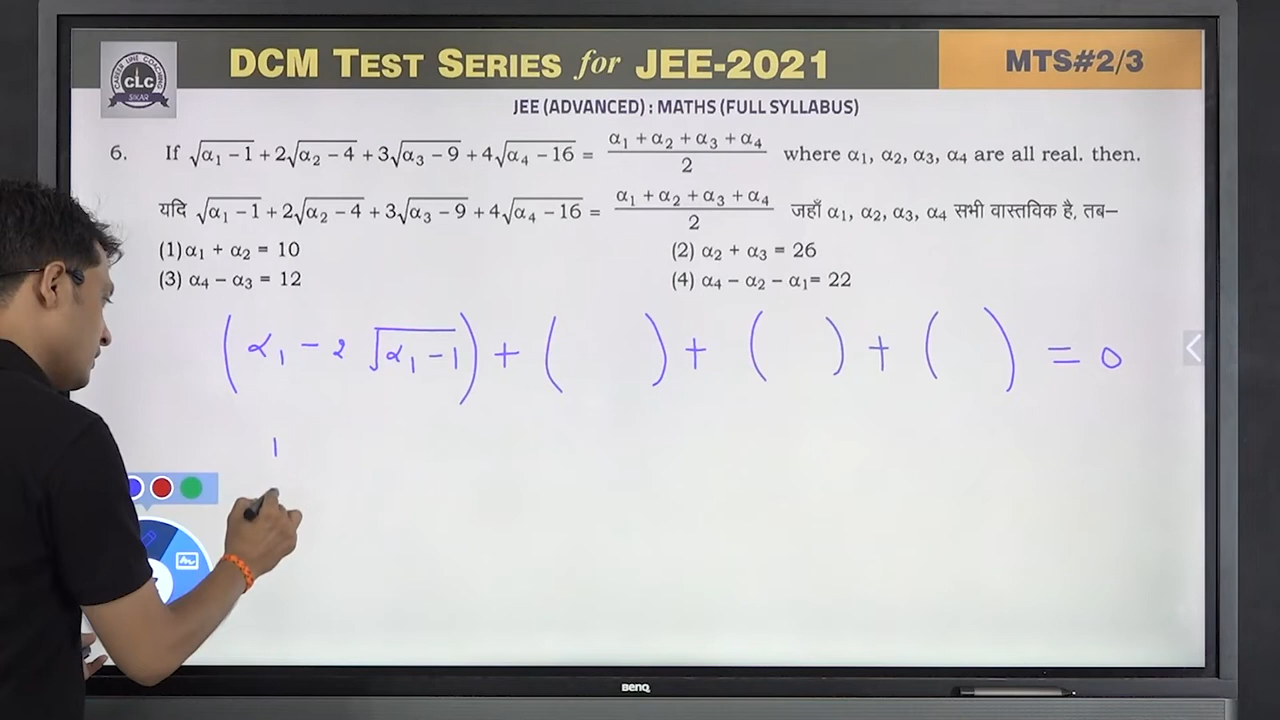 CAREER LINE COACHING
CLC
SIKAR
DCM TEST SERIES for JEE-2021
MTS#2/3
JEE (ADVANCED) : MATHS (FULL SYLLABUS)
6. If √(α₁ − 1) + 2√(α₂ − 4) + 3√(α₃ − 9) + 4√(α₄ − 16) = (α₁ + α₂ + α₃ + α₄)/2 where α₁, α₂, α₃, α₄ are all real. then.
यदि √(α₁ − 1) + 2√(α₂ − 4) + 3√(α₃ − 9) + 4√(α₄ − 16) = (α₁ + α₂ + α₃ + α₄)/2 जहाँ α₁, α₂, α₃, α₄ सभी वास्तविक है, तब–
(1) α₁ + α₂ = 10 (2) α₂ + α₃ = 26
(3) α₄ − α₃ = 12 (4) α₄ − α₂ − α₁ = 22
(α₁ − 2√(α₁ − 1)) + ( ) + ( ) + ( ) = 0
1
BenQ